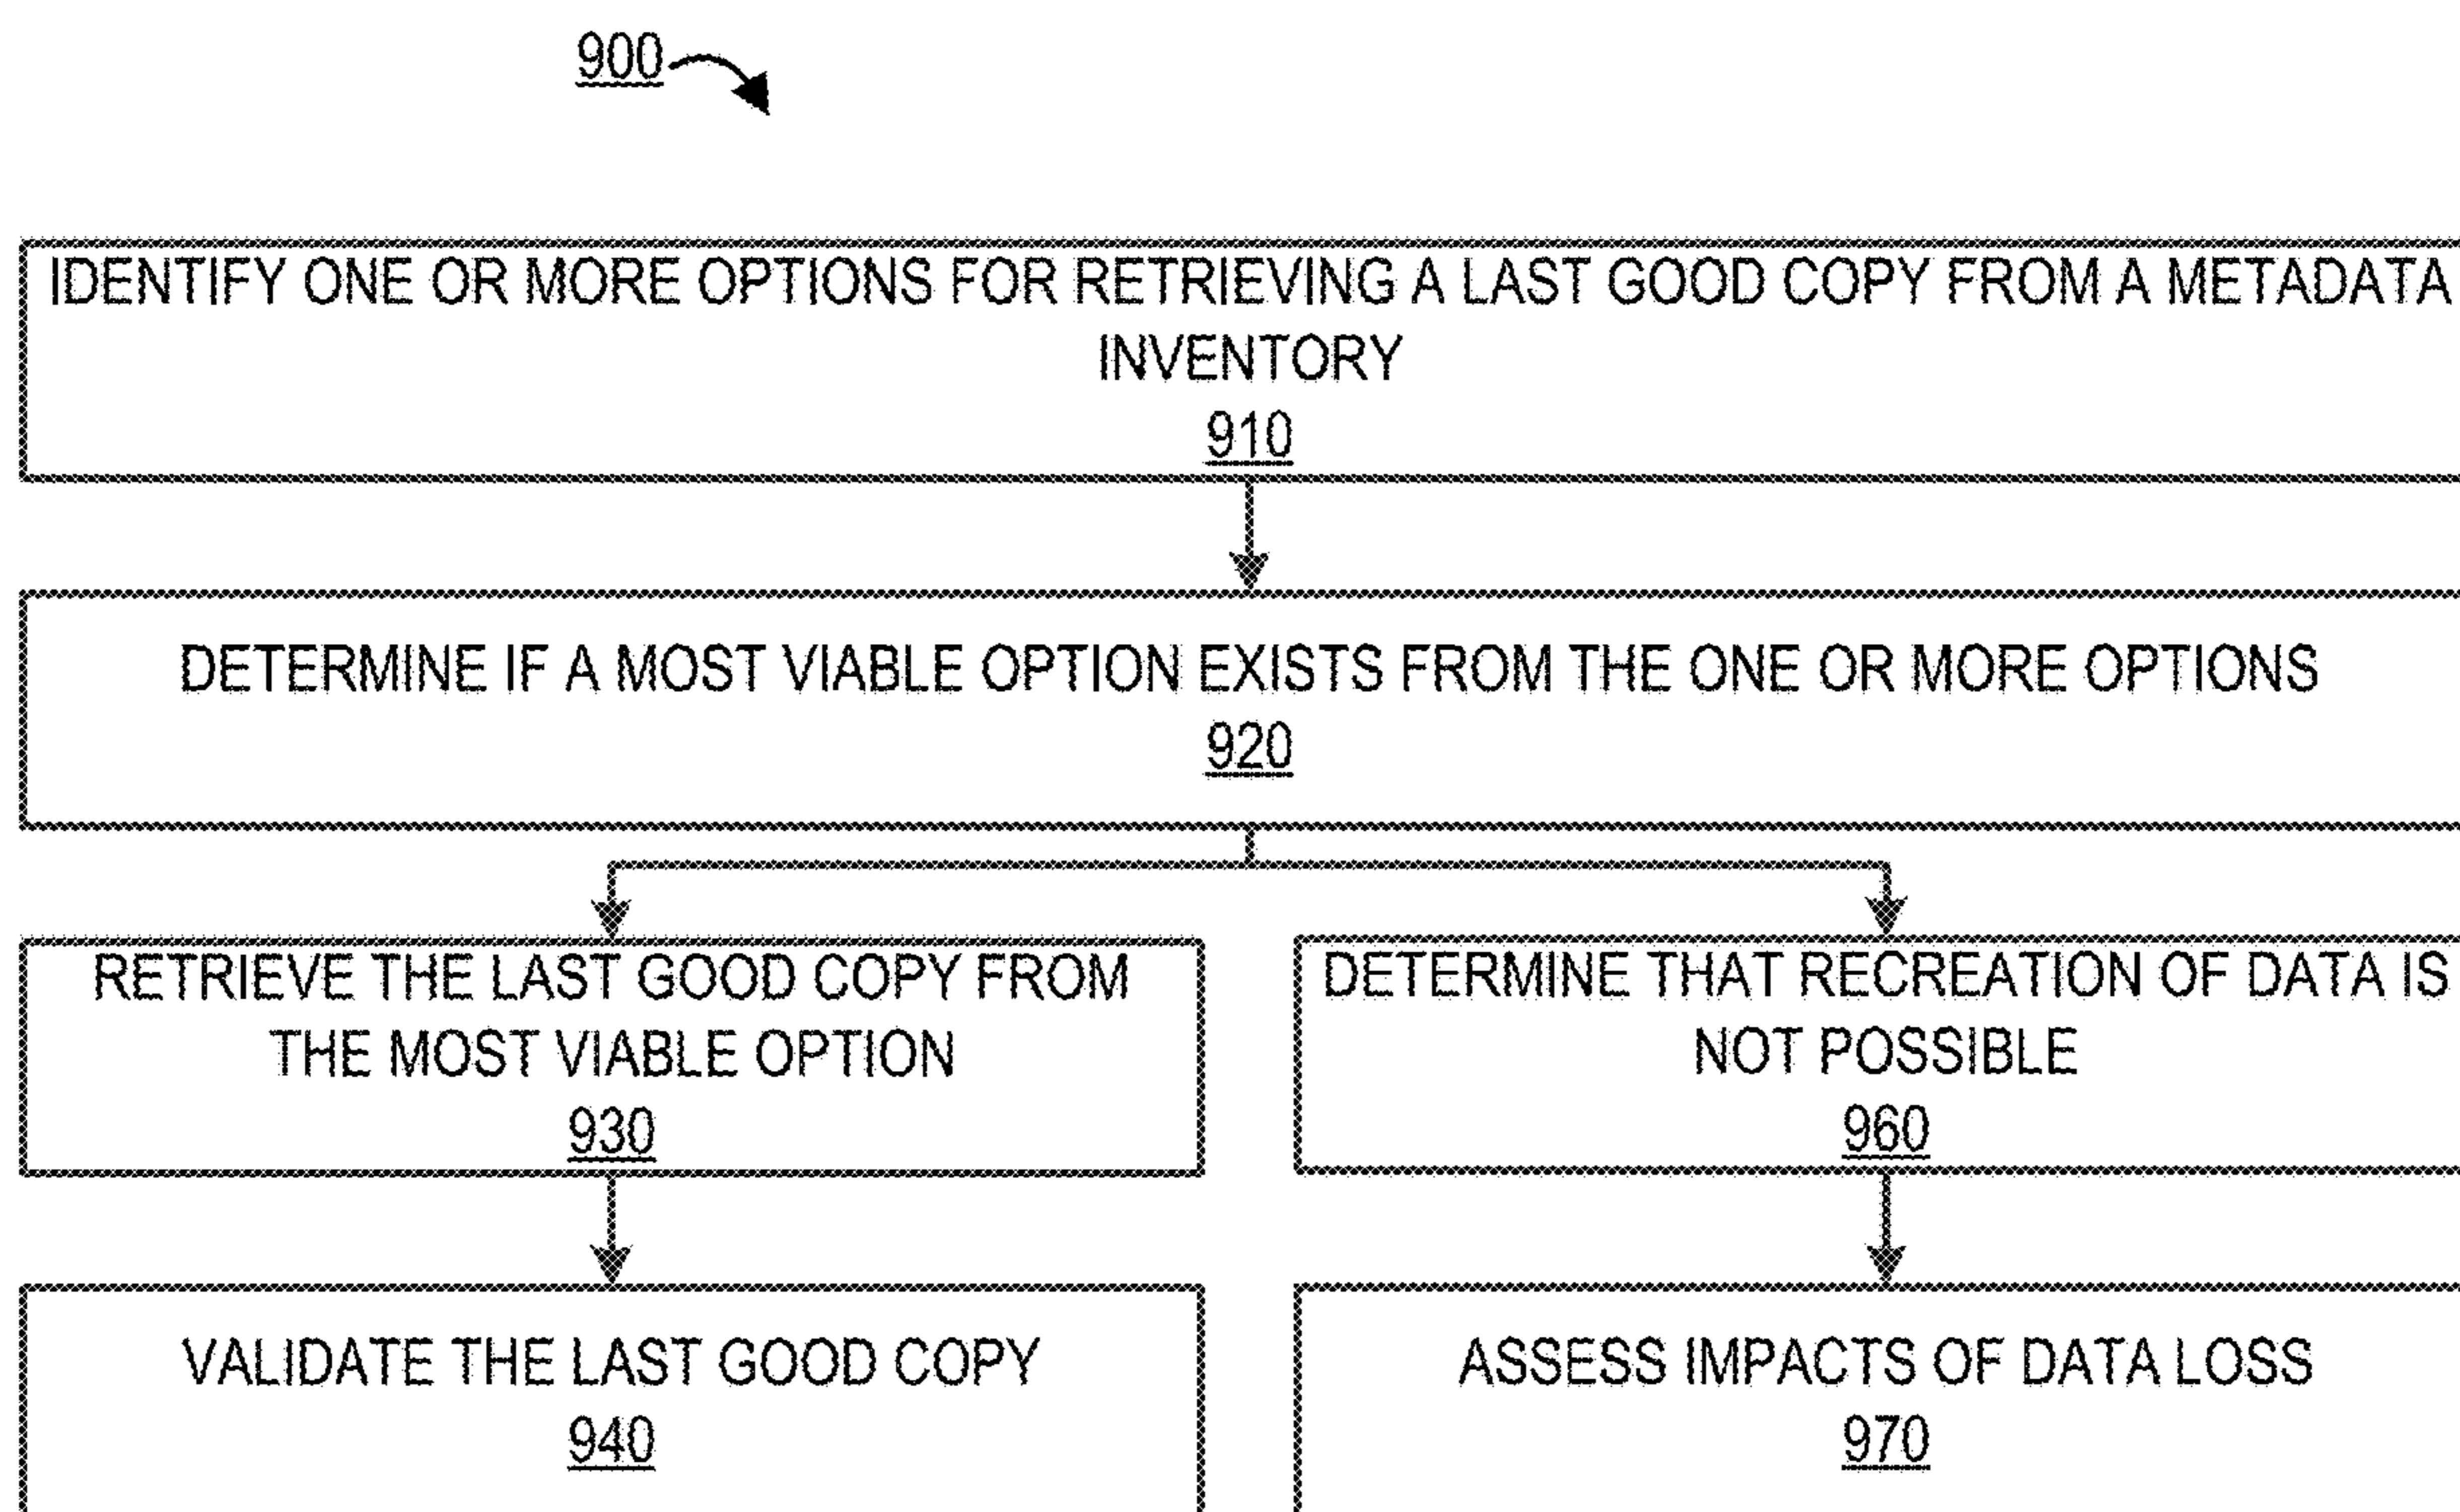 900
IDENTIFY ONE OR MORE OPTIONS FOR RETRIEVING A LAST GOOD COPY FROM A METADATA
INVENTORY
910
DETERMINE IF A MOST VIABLE OPTION EXISTS FROM THE ONE OR MORE OPTIONS
920
RETRIEVE THE LAST GOOD COPY FROM
THE MOST VIABLE OPTION
930
DETERMINE THAT RECREATION OF DATA IS
NOT POSSIBLE
960
VALIDATE THE LAST GOOD COPY
940
ASSESS IMPACTS OF DATA LOSS
970